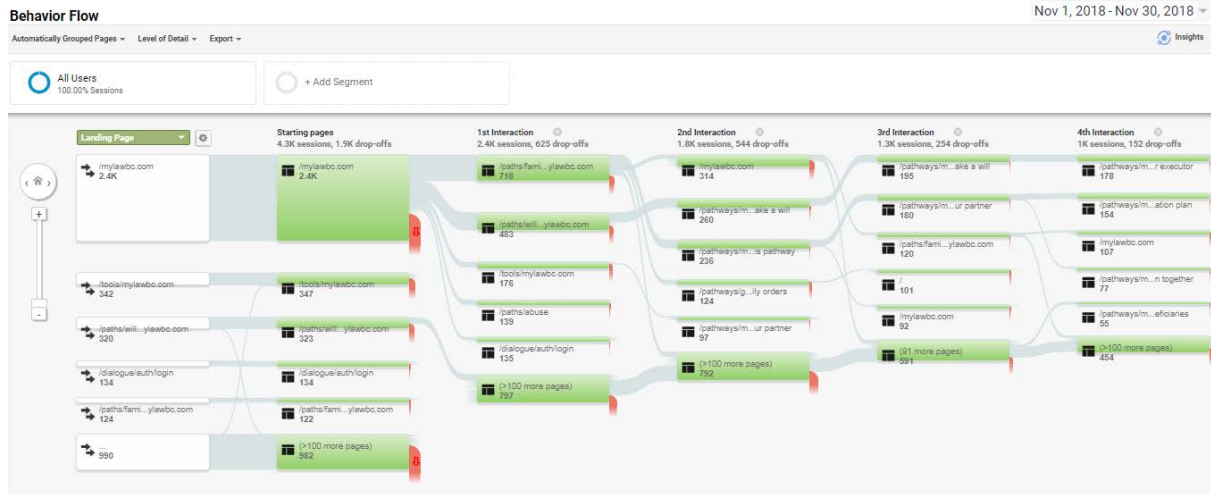 Behavior Flow
Nov 1, 2018 - Nov 30, 2018
Automatically Grouped Pages
Level of Detail
Export
Insights
All Users
100.00% Sessions
+ Add Segment
Landing Page
/mylawbc.com
2.4K
/tools/mylawbc.com
342
/paths/will...ylawbc.com
320
/dialogue/auth/login
134
/paths/fami...ylawbc.com
124
...
990
Starting pages
4.3K sessions, 1.9K drop-offs
/mylawbc.com
2.4K
/tools/mylawbc.com
347
/paths/will...ylawbc.com
323
/dialogue/auth/login
134
/paths/fami...ylawbc.com
122
(>100 more pages)
982
1st Interaction
2.4K sessions, 625 drop-offs
/paths/fami...ylawbc.com
718
/paths/will...ylawbc.com
483
/tools/mylawbc.com
176
/paths/abuse
139
/dialogue/auth/login
135
(>100 more pages)
797
2nd Interaction
1.8K sessions, 544 drop-offs
/mylawbc.com
314
/pathways/m...ake a will
260
/pathways/m...is pathway
236
/pathways/g...ily orders
124
/pathways/m...ur partner
97
(>100 more pages)
792
3rd Interaction
1.3K sessions, 254 drop-offs
/pathways/m...ake a will
195
/pathways/m...ur partner
180
/paths/fami...ylawbc.com
120
/
101
/mylawbc.com
92
(91 more pages)
591
4th Interaction
1K sessions, 152 drop-offs
/pathways/m...r executor
178
/pathways/m...ation plan
154
/mylawbc.com
107
/pathways/m...n together
77
/pathways/m...eficiaries
55
(>100 more pages)
454
+
-